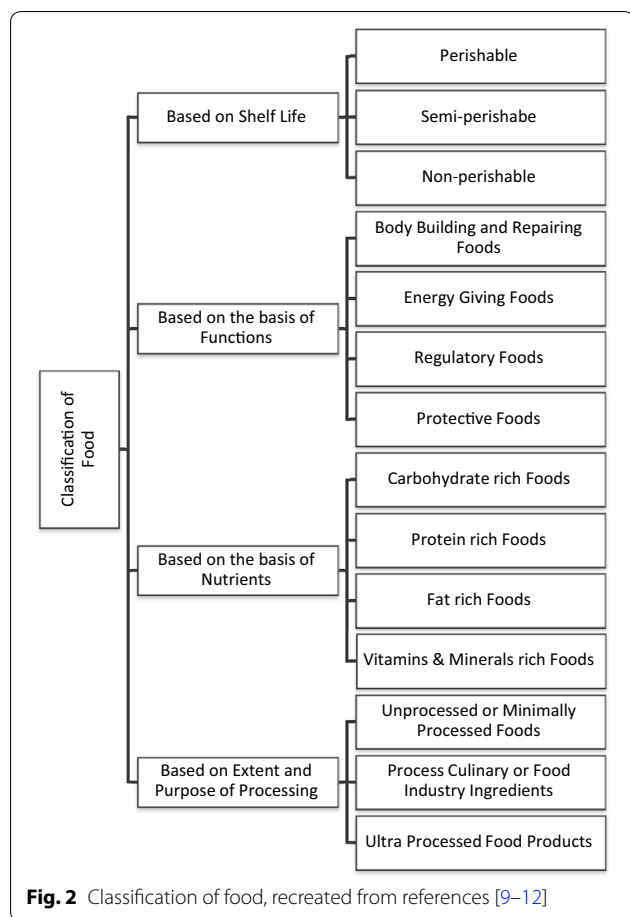 Classification of
Food
Based on Shelf Life
Perishable
Semi-perishabe
Non-perishable
Based on the basis of
Functions
Body Building and Repairing
Foods
Energy Giving Foods
Regulatory Foods
Protective Foods
Based on the basis of
Nutrients
Carbohydrate rich Foods
Protein rich Foods
Fat rich Foods
Vitamins & Minerals rich Foods
Based on Extent and
Purpose of Processing
Unprocessed or Minimally
Processed Foods
Process Culinary or Food
Industry Ingredients
Ultra Processed Food Products
Fig. 2 Classification of food, recreated from references [9–12]